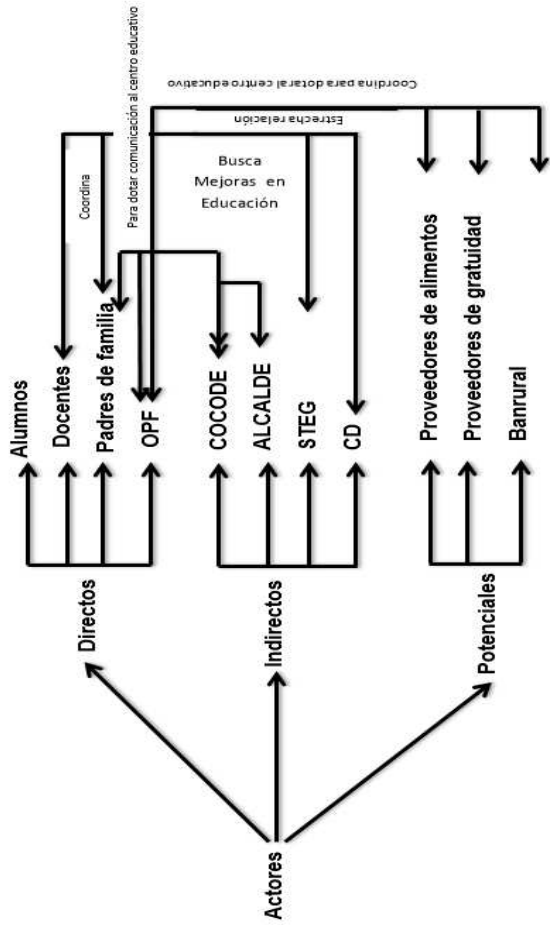 Actores
Directos
Indirectos
Potenciales
Alumnos
Docentes
Padres de familia
OPF
COCODE
ALCALDE
STEG
CD
Proveedores de alimentos
Proveedores de gratuidad
Banrural
Coordina
Para dotar comunicación al centro educativo
Busca
Mejoras en
Educación
Estrecha relación
Coordina para dotar al centro educativo